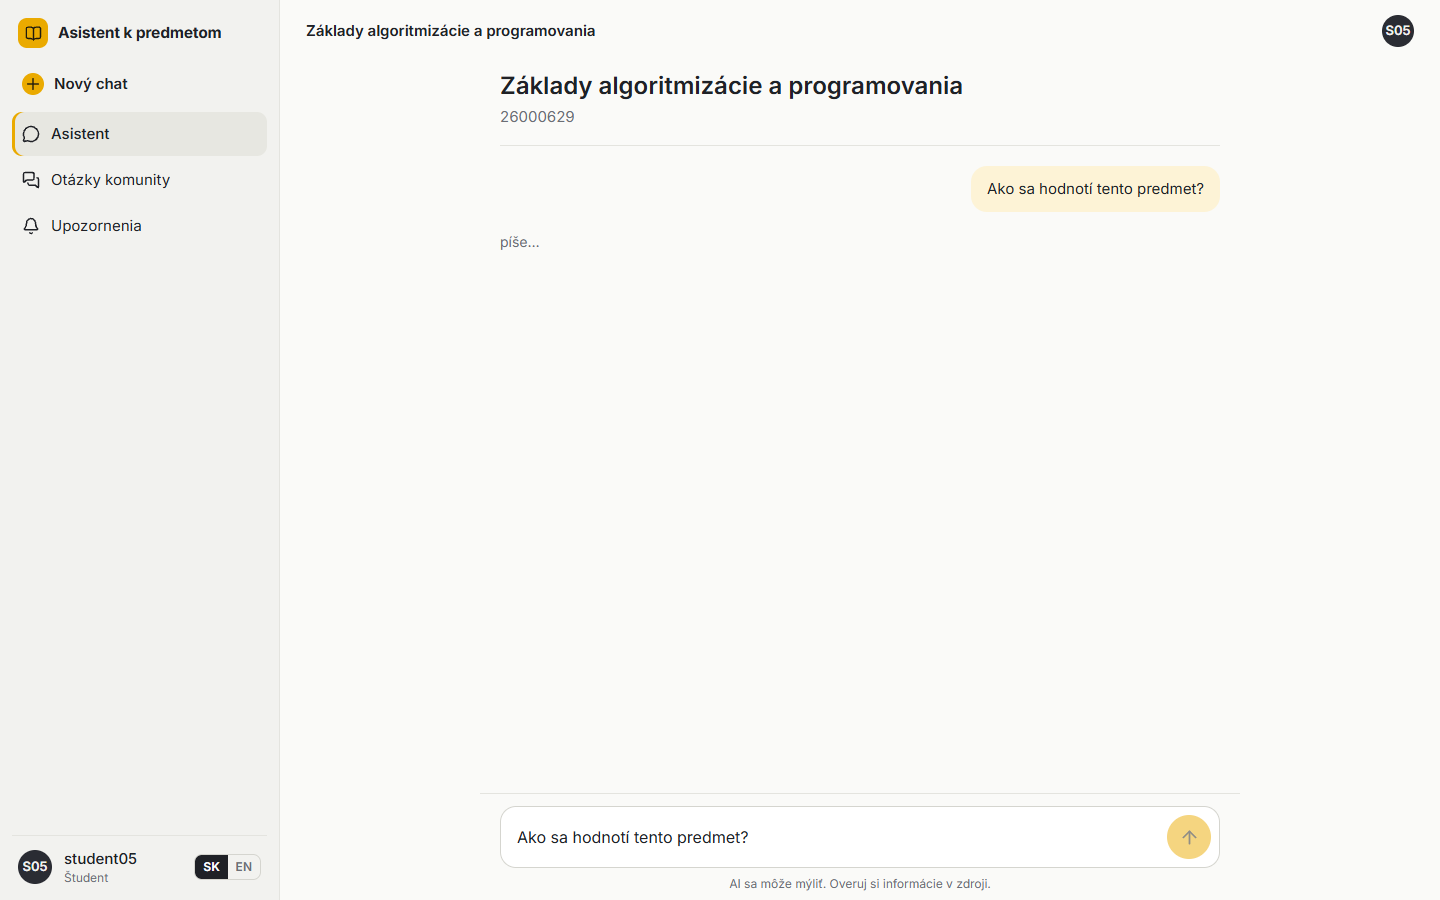 Asistent k predmetom
Nový chat
Asistent
Otázky komunity
Upozornenia
S05
student05
Študent
SK
EN
Základy algoritmizácie a programovania
S05
Základy algoritmizácie a programovania
26000629
Ako sa hodnotí tento predmet?
píše...
Ako sa hodnotí tento predmet?
AI sa môže mýliť. Overuj si informácie v zdroji.